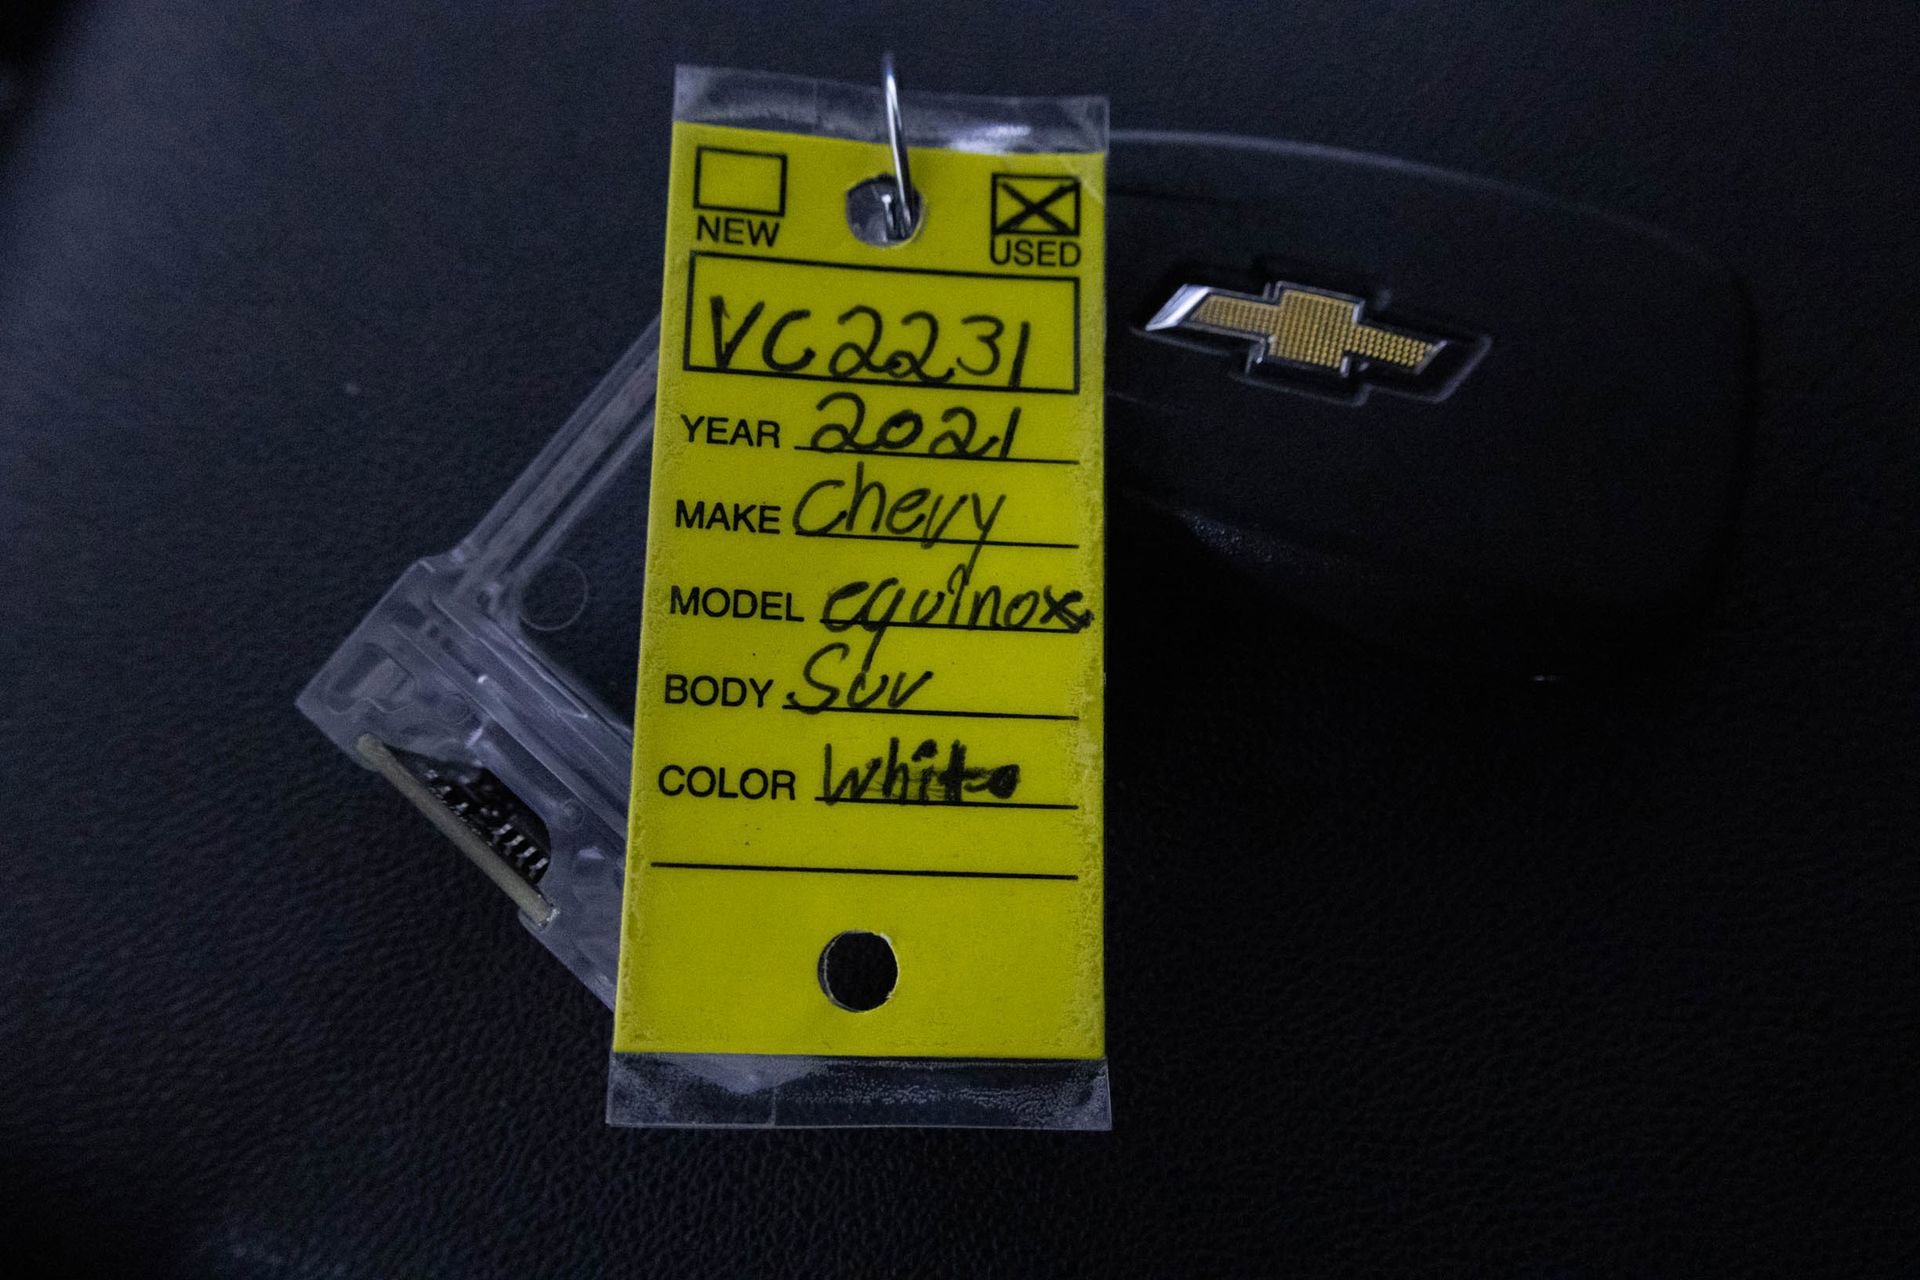 NEW USED
VC2231
YEAR 2021
MAKE Chevy
MODEL equinox
BODY Suv
COLOR White